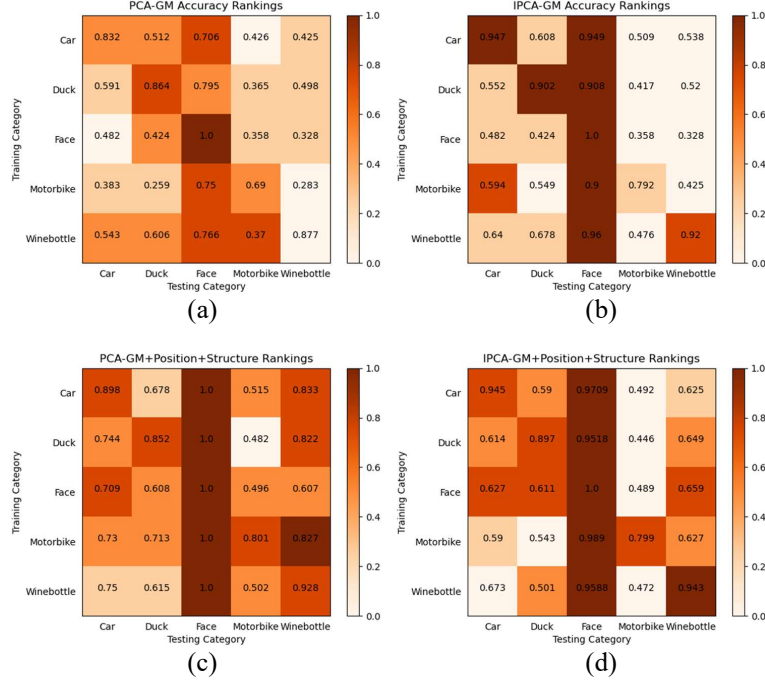 PCA-GM Accuracy Rankings
Training Category
Car 0.832 0.512 0.706 0.426 0.425
Duck 0.591 0.864 0.795 0.365 0.498
Face 0.482 0.424 1.0 0.358 0.328
Motorbike 0.383 0.259 0.75 0.69 0.283
Winebottle 0.543 0.606 0.766 0.37 0.877
Car Duck Face Motorbike Winebottle
Testing Category
1.0
0.8
0.6
0.4
0.2
0.0
(a)
IPCA-GM Accuracy Rankings
Training Category
Car 0.947 0.608 0.949 0.509 0.538
Duck 0.552 0.902 0.908 0.417 0.52
Face 0.482 0.424 1.0 0.358 0.328
Motorbike 0.594 0.549 0.9 0.792 0.425
Winebottle 0.64 0.678 0.96 0.476 0.92
Car Duck Face Motorbike Winebottle
Testing Category
1.0
0.8
0.6
0.4
0.2
0.0
(b)
PCA-GM+Position+Structure Rankings
Training Category
Car 0.898 0.678 1.0 0.515 0.833
Duck 0.744 0.852 1.0 0.482 0.822
Face 0.709 0.608 1.0 0.496 0.607
Motorbike 0.73 0.713 1.0 0.801 0.827
Winebottle 0.75 0.615 1.0 0.502 0.928
Car Duck Face Motorbike Winebottle
Testing Category
1.0
0.8
0.6
0.4
0.2
0.0
(c)
IPCA-GM+Position+Structure Rankings
Training Category
Car 0.945 0.59 0.9709 0.492 0.625
Duck 0.614 0.897 0.9518 0.446 0.649
Face 0.627 0.611 1.0 0.489 0.659
Motorbike 0.59 0.543 0.989 0.799 0.627
Winebottle 0.673 0.501 0.9588 0.472 0.943
Car Duck Face Motorbike Winebottle
Testing Category
1.0
0.8
0.6
0.4
0.2
0.0
(d)